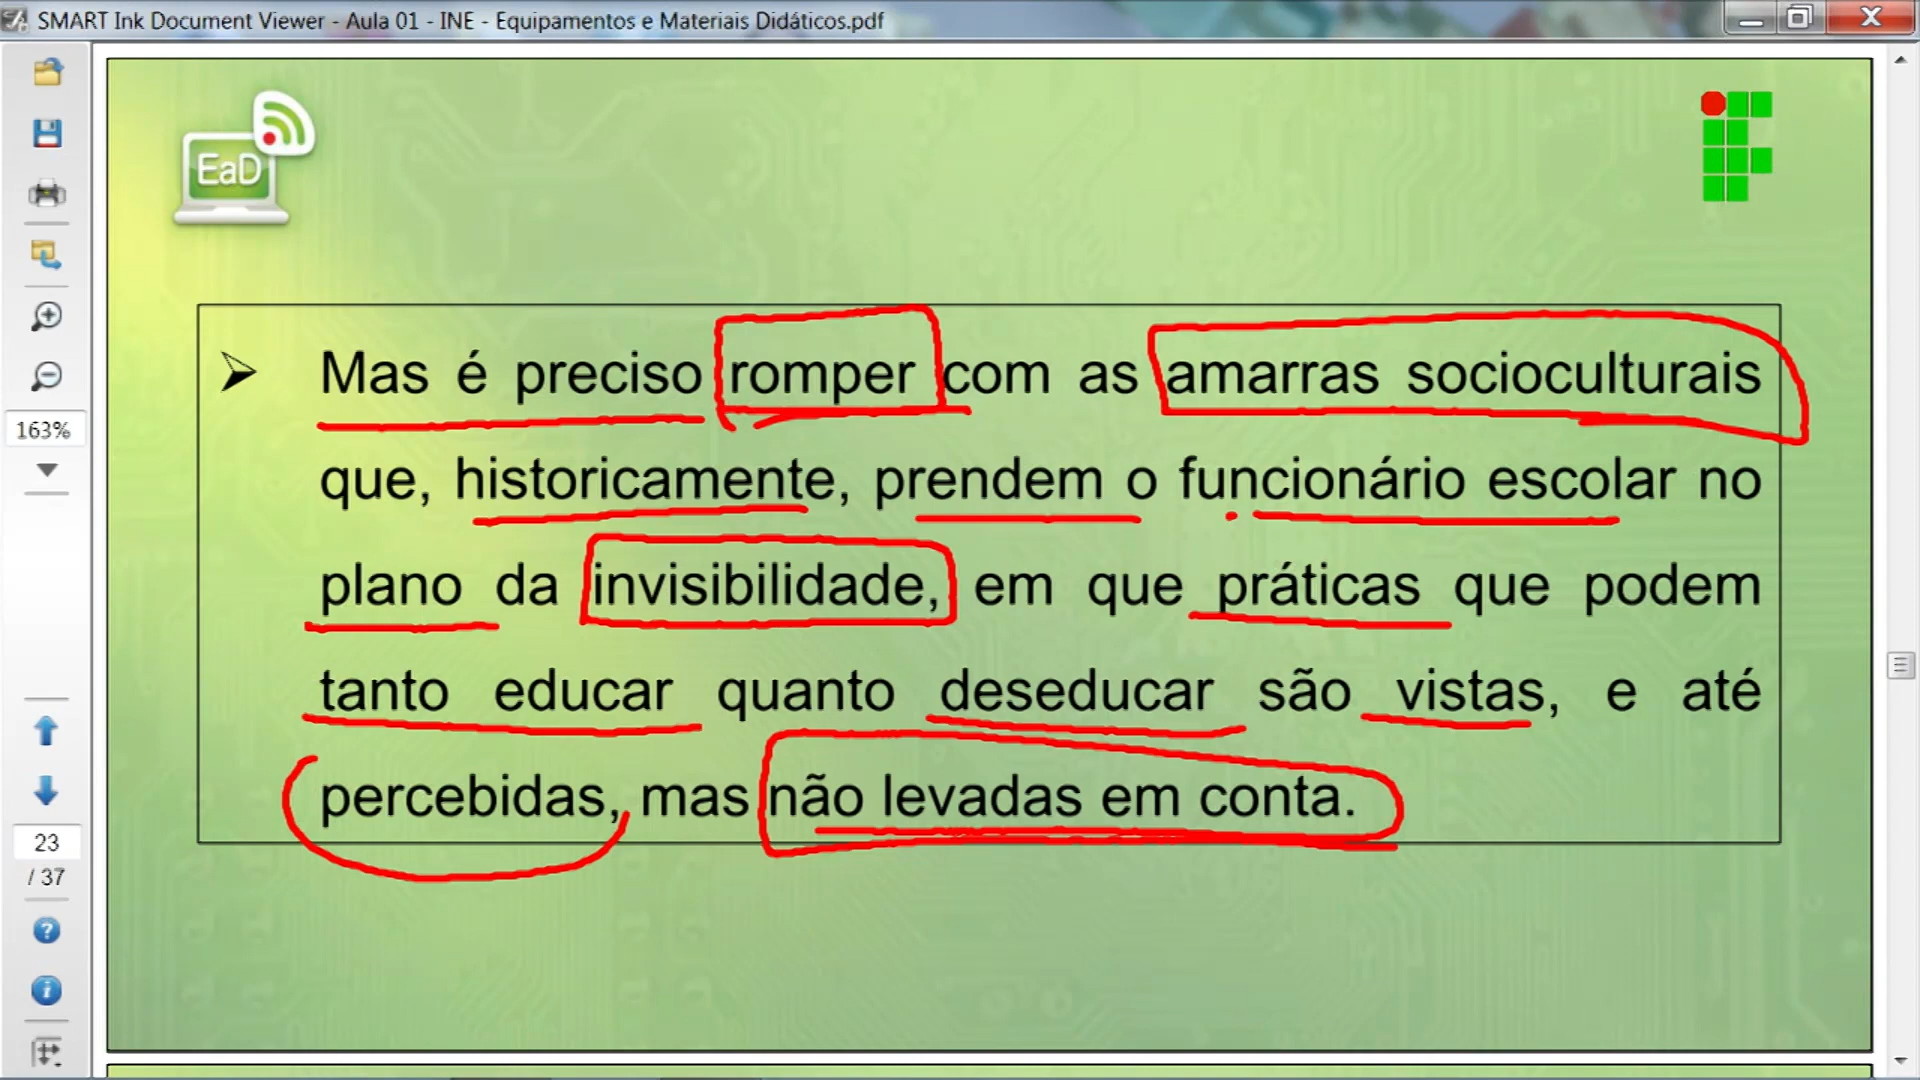 SMART Ink Document Viewer - Aula 01 - INE - Equipamentos e Materiais Didáticos.pdf
EaD
Mas é preciso romper com as amarras socioculturais
que, historicamente, prendem o funcionário escolar no
plano da invisibilidade, em que práticas que podem
tanto educar quanto deseducar são vistas, e até
percebidas, mas não levadas em conta.
163%
23
/ 37